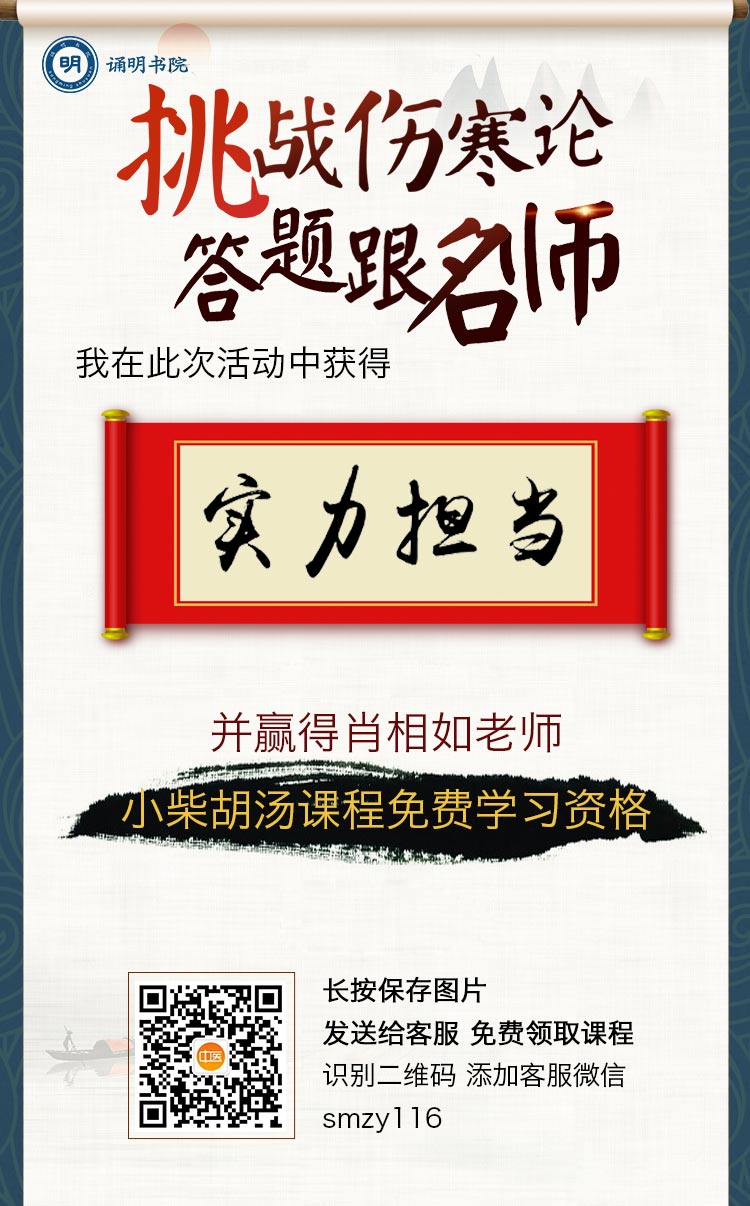 明
诵明书院
挑战伤寒论
答题跟名师
我在此次活动中获得
实力担当
并赢得肖相如老师
小柴胡汤课程免费学习资格
中医
长按保存图片
发送给客服 免费领取课程
识别二维码 添加客服微信
smzy116